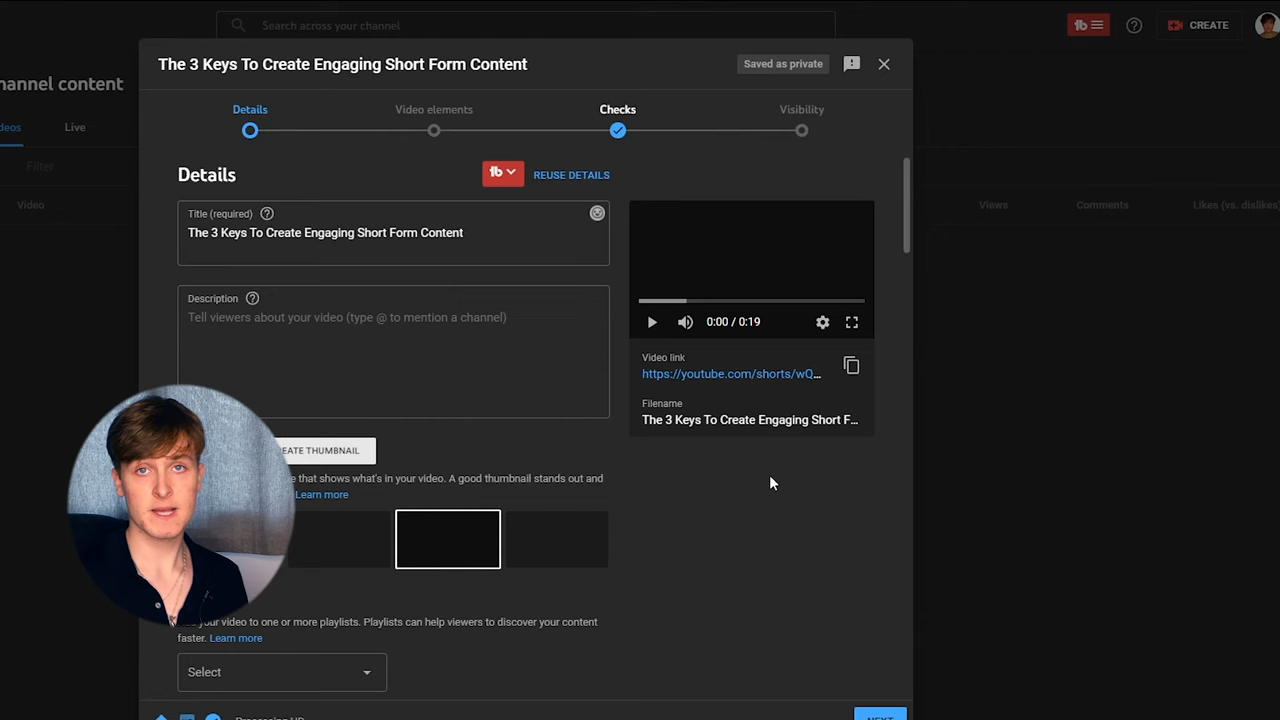 Search across your channel
CREATE
hannel content
The 3 Keys To Create Engaging Short Form Content
Saved as private
Details
Video elements
Checks
Visibility
Live
Filter
Video
Views
Comments
Likes (vs. dislikes)
Details
REUSE DETAILS
Title (required)
The 3 Keys To Create Engaging Short Form Content
Description
Tell viewers about your video (type @ to mention a channel)
0:00 / 0:19
Video link
https://youtube.com/shorts/wQ...
Filename
The 3 Keys To Create Engaging Short F...
EATE THUMBNAIL
e that shows what's in your video. A good thumbnail stands out and
Learn more
your video to one or more playlists. Playlists can help viewers to discover your content
faster. Learn more
Select
Processing HD
NEXT